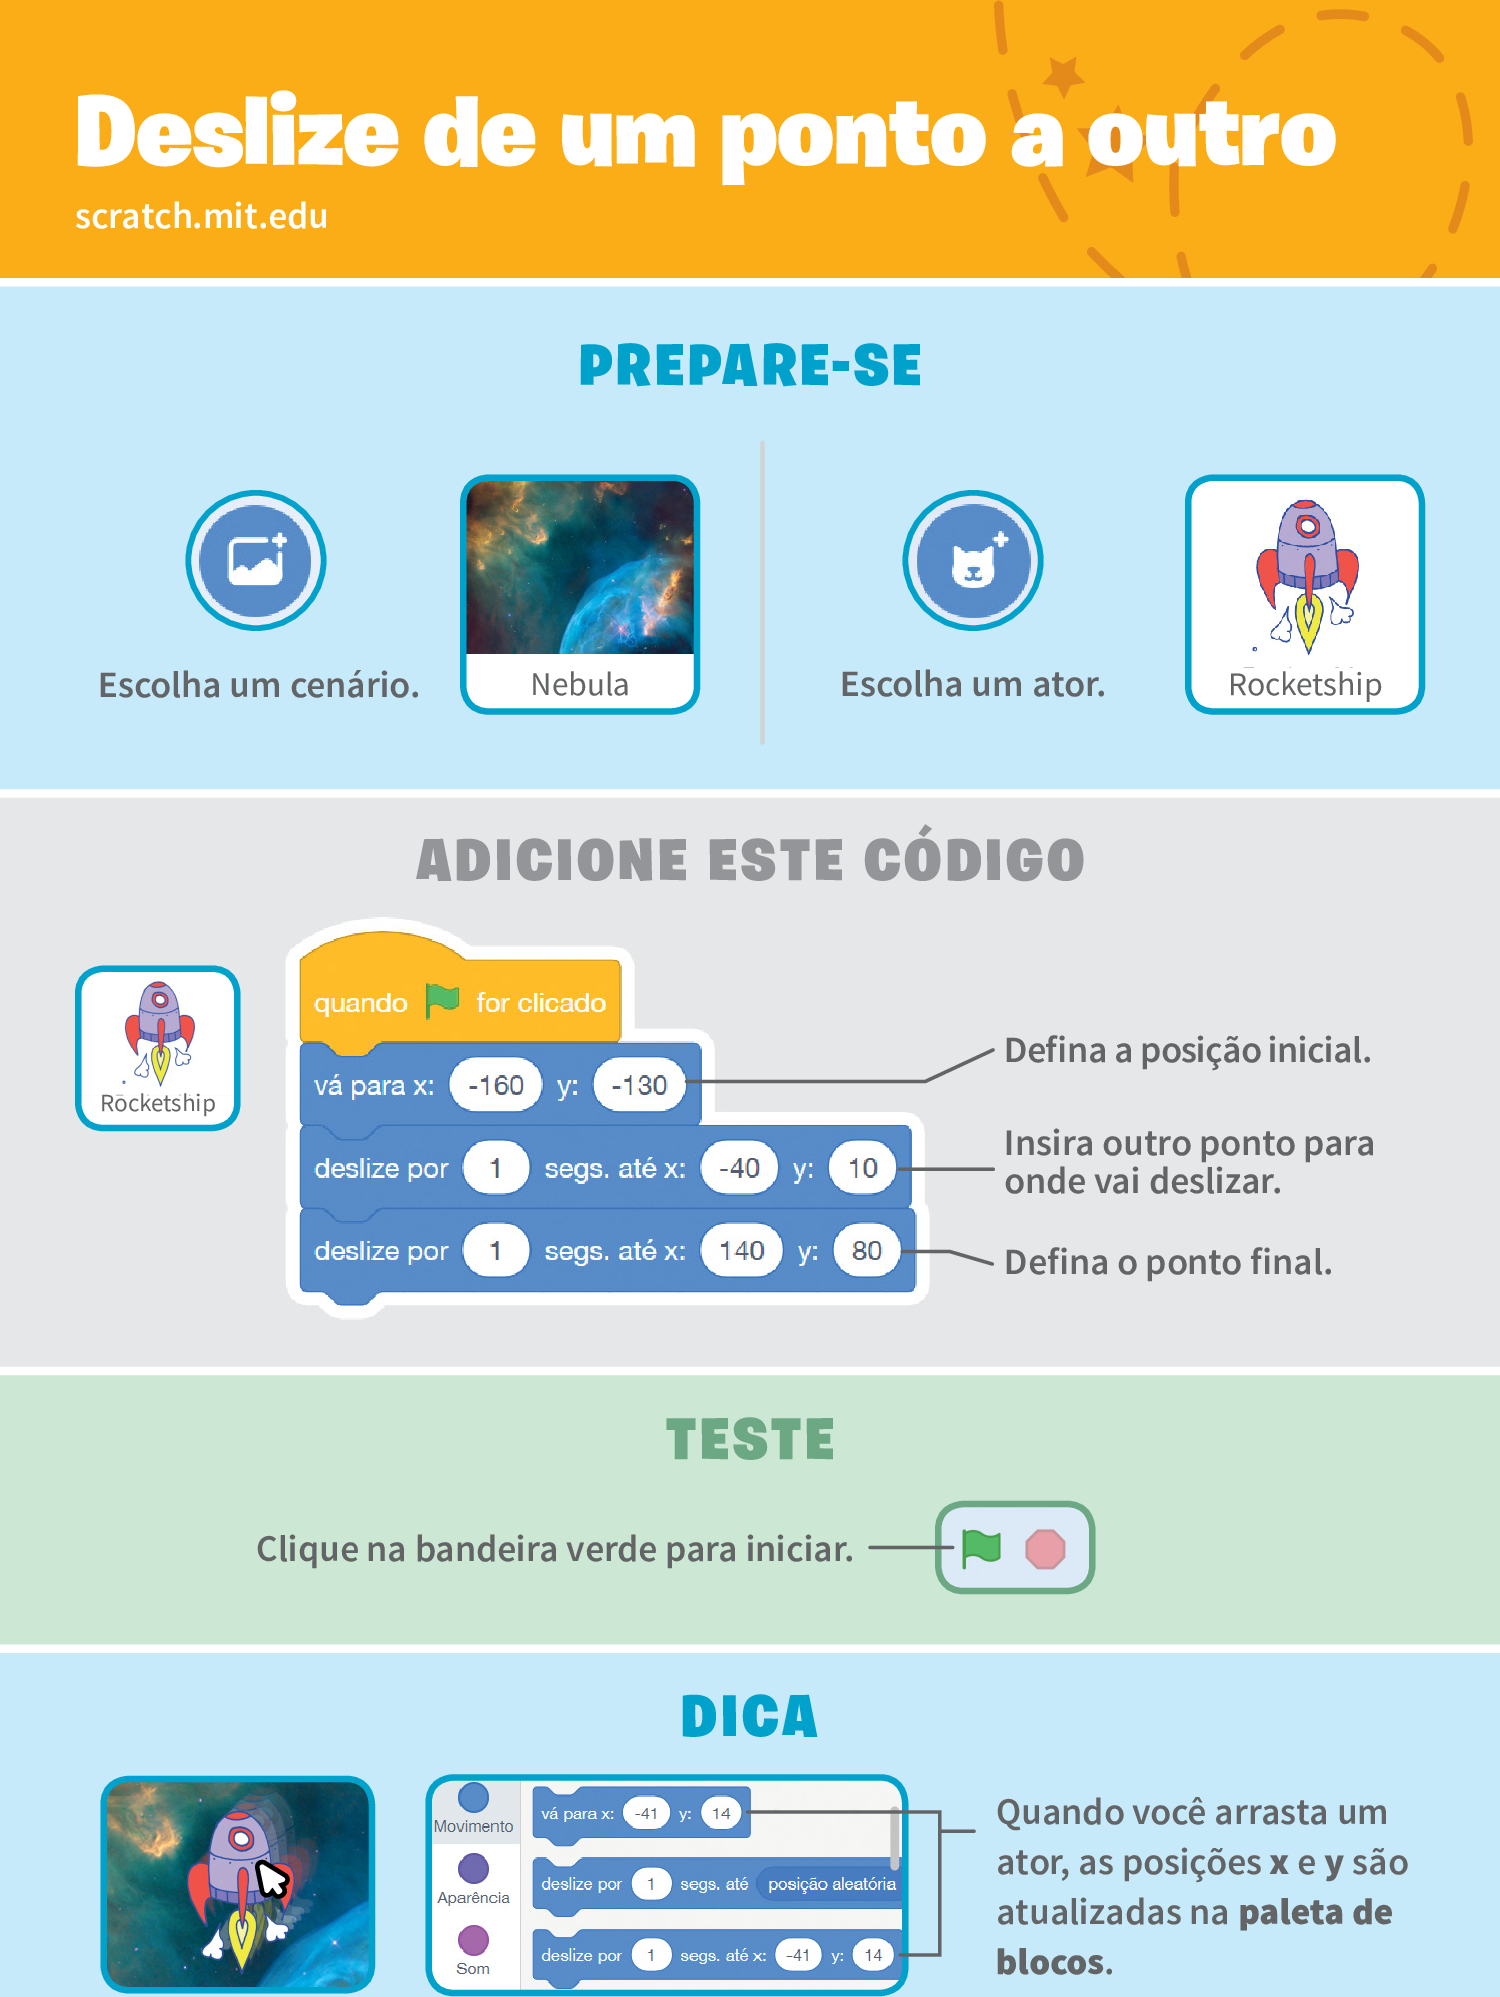 Deslize de um ponto a outro
scratch.mit.edu
PREPARE-SE
Escolha um cenário.
Nebula
Escolha um ator.
Rocketship
ADICIONE ESTE CÓDIGO
Rocketship
quando for clicado
vá para x: -160 y: -130
deslize por 1 segs. até x: -40 y: 10
deslize por 1 segs. até x: 140 y: 80
Defina a posição inicial.
Insira outro ponto para
onde vai deslizar.
Defina o ponto final.
TESTE
Clique na bandeira verde para iniciar.
DICA
Movimento
Aparência
Som
vá para x: -41 y: 14
deslize por 1 segs. até posição aleatória
deslize por 1 segs. até x: -41 y: 14
Quando você arrasta um
ator, as posições x e y são
atualizadas na paleta de
blocos.